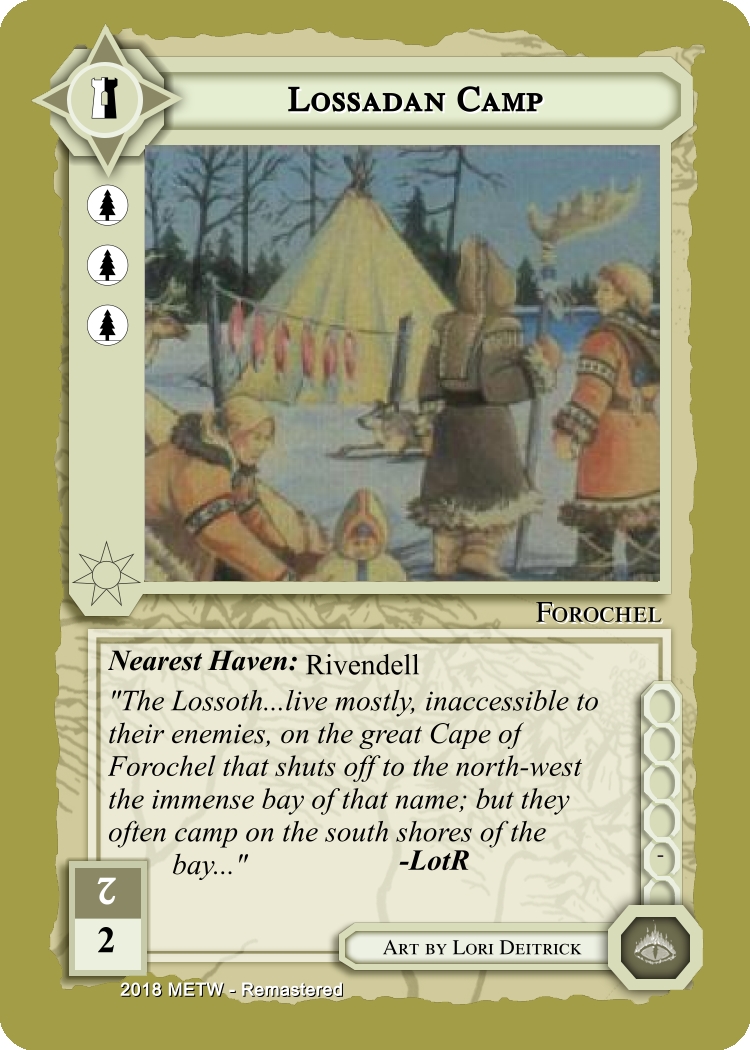 Lossadan Camp
Forochel
Nearest Haven: Rivendell
"The Lossoth...live mostly, inaccessible to
their enemies, on the great Cape of
Forochel that shuts off to the north-west
the immense bay of that name; but they
often camp on the south shores of the
bay..." -LotR
-
2
2
Art by Lori Deitrick
2018 METW - Remastered